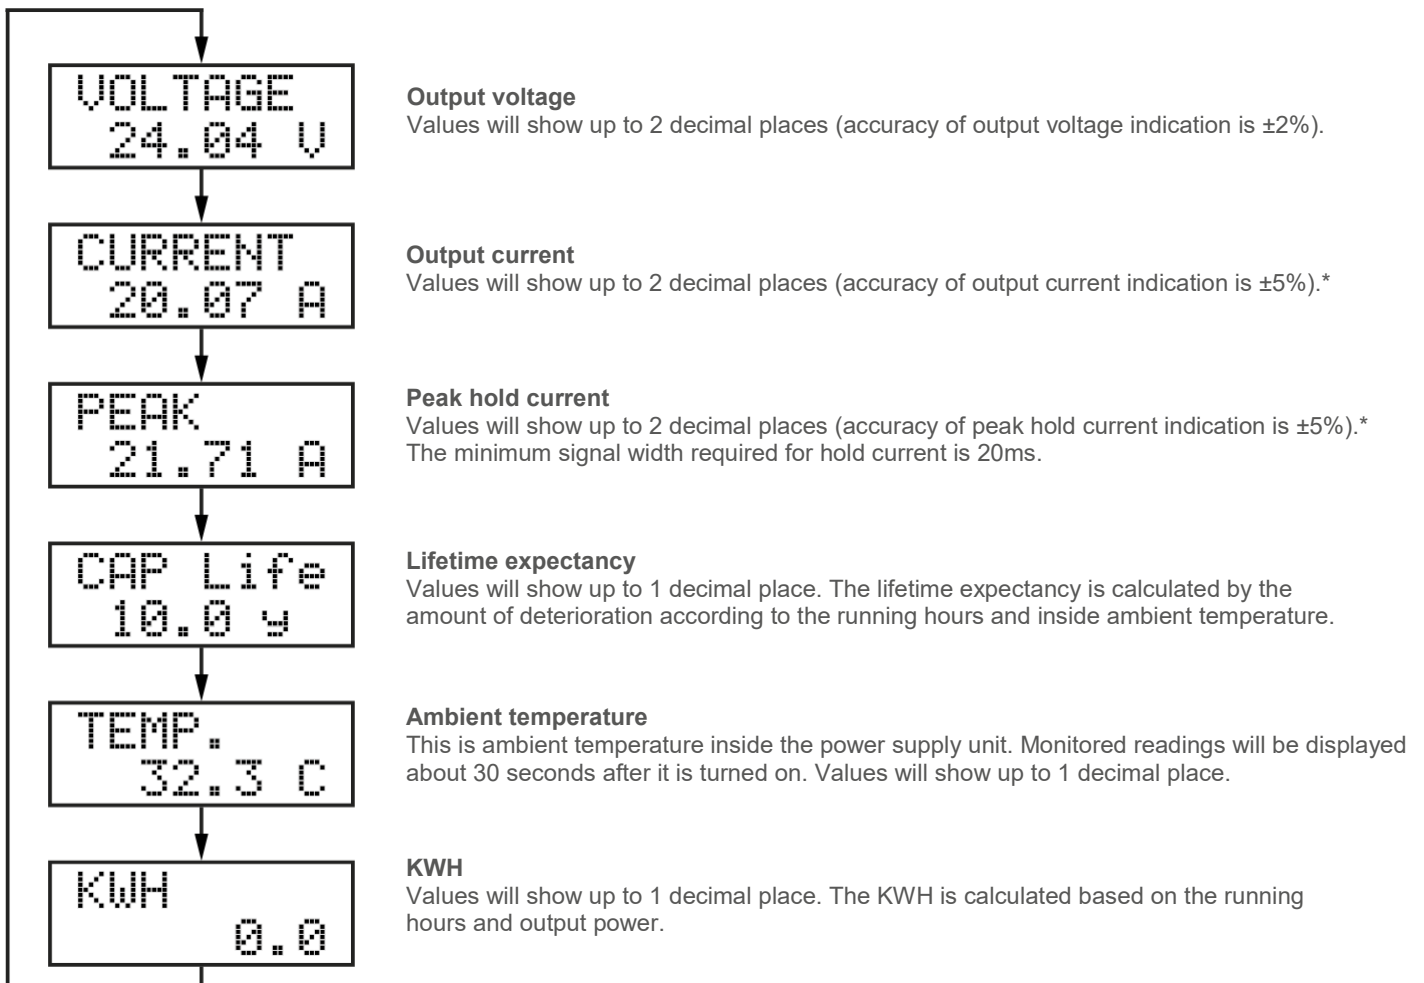 VOLTAGE
24.04 V
Output voltage
Values will show up to 2 decimal places (accuracy of output voltage indication is ±2%).
CURRENT
20.07 A
Output current
Values will show up to 2 decimal places (accuracy of output current indication is ±5%).*
PEAK
21.71 A
Peak hold current
Values will show up to 2 decimal places (accuracy of peak hold current indication is ±5%).*
The minimum signal width required for hold current is 20ms.
CAP Life
10.0 y
Lifetime expectancy
Values will show up to 1 decimal place. The lifetime expectancy is calculated by the
amount of deterioration according to the running hours and inside ambient temperature.
TEMP.
32.3 C
Ambient temperature
This is ambient temperature inside the power supply unit. Monitored readings will be displayed
about 30 seconds after it is turned on. Values will show up to 1 decimal place.
KWH
0.0
KWH
Values will show up to 1 decimal place. The KWH is calculated based on the running
hours and output power.